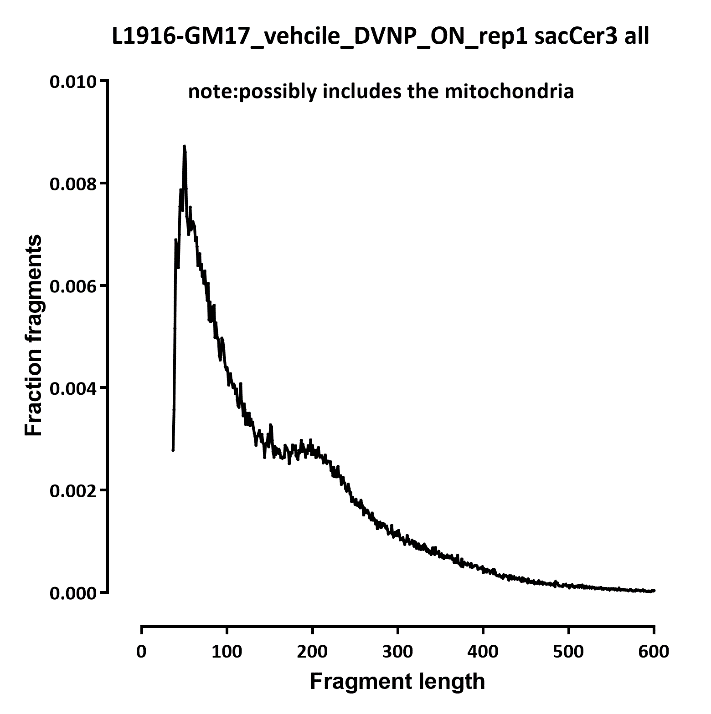 L1916-GM17_vehcile_DVNP_ON_rep1 sacCer3 all
note:possibly includes the mitochondria
0.010
0.008
0.006
0.004
0.002
0.000
Fraction fragments
0 100 200 300 400 500 600
Fragment length